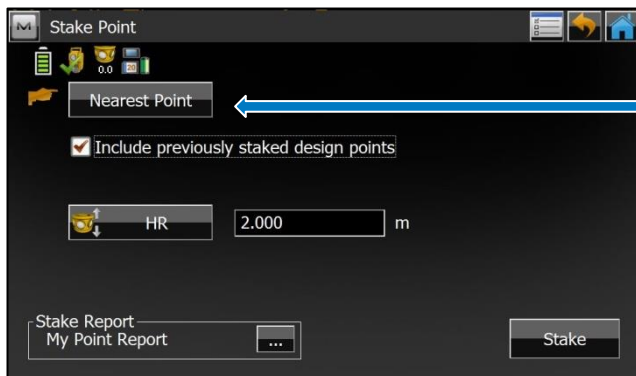 M Stake Point
0.0 20
Nearest Point
Include previously staked design points
HR 2.000 m
Stake Report
My Point Report ...
Stake